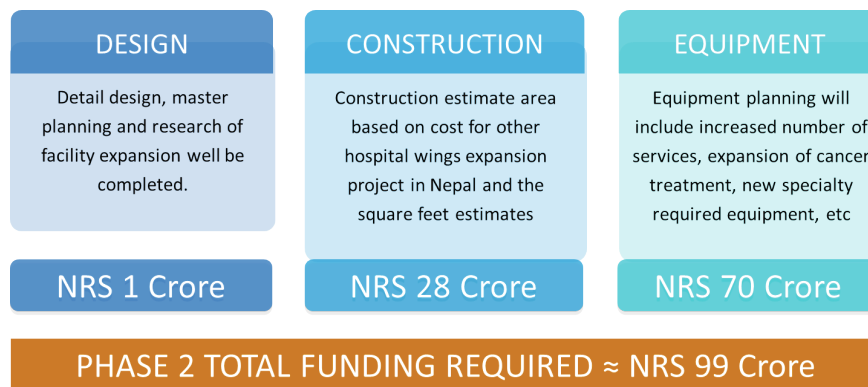 DESIGN
Detail design, master
planning and research of
facility expansion well be
completed.
NRS 1 Crore
CONSTRUCTION
Construction estimate area
based on cost for other
hospital wings expansion
project in Nepal and the
square feet estimates
NRS 28 Crore
EQUIPMENT
Equipment planning will
include increased number of
services, expansion of cancer
treatment, new specialty
required equipment, etc
NRS 70 Crore
PHASE 2 TOTAL FUNDING REQUIRED ≈ NRS 99 Crore